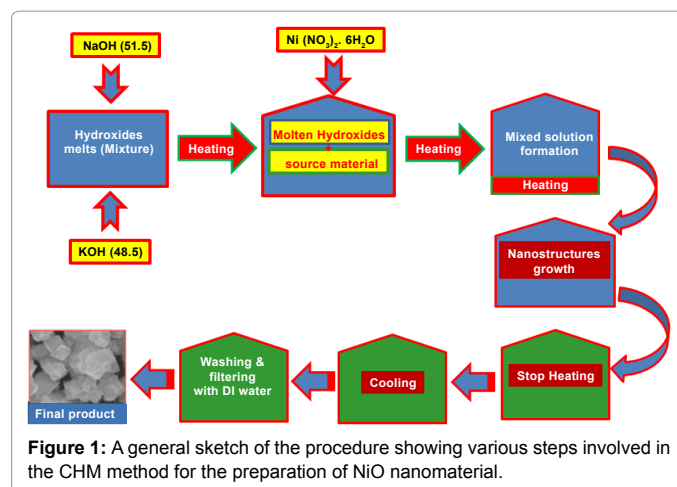 NaOH (51.5)
Ni (NO₃)₂. 6H₂O
Hydroxides
melts (Mixture)
Heating
Molten Hydroxides
+
source material
Heating
Mixed solution
formation
Heating
KOH (48.5)
Nanostructures
growth
Stop Heating
Cooling
Washing &
filtering
with DI water
Final product
Figure 1: A general sketch of the procedure showing various steps involved in
the CHM method for the preparation of NiO nanomaterial.